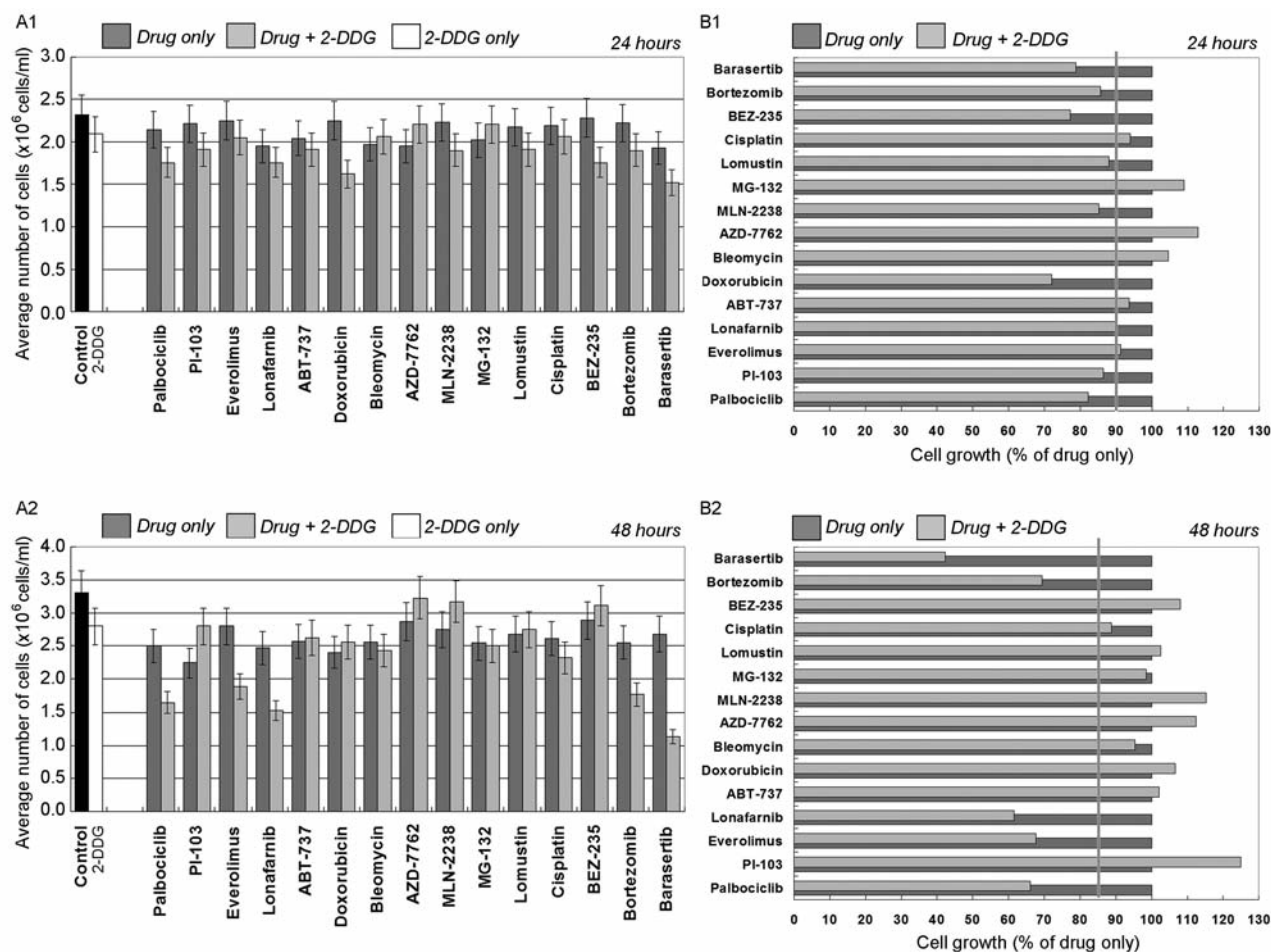 A1
Drug only Drug + 2-DDG 2-DDG only 24 hours
Average number of cells (x10⁶ cells/ml)
3.0
2.5
2.0
1.5
1.0
0.5
0.0
Control
2-DDG
Palbociclib
PI-103
Everolimus
Lonafarnib
ABT-737
Doxorubicin
Bleomycin
AZD-7762
MLN-2238
MG-132
Lomustin
Cisplatin
BEZ-235
Bortezomib
Barasertib
B1
Drug only Drug + 2-DDG 24 hours
Barasertib
Bortezomib
BEZ-235
Cisplatin
Lomustin
MG-132
MLN-2238
AZD-7762
Bleomycin
Doxorubicin
ABT-737
Lonafarnib
Everolimus
PI-103
Palbociclib
0 10 20 30 40 50 60 70 80 90 100 110 120 130
Cell growth (% of drug only)
A2
Drug only Drug + 2-DDG 2-DDG only 48 hours
Average number of cells (x10⁶ cells/ml)
4.0
3.5
3.0
2.5
2.0
1.5
1.0
0.5
0.0
Control
2-DDG
Palbociclib
PI-103
Everolimus
Lonafarnib
ABT-737
Doxorubicin
Bleomycin
AZD-7762
MLN-2238
MG-132
Lomustin
Cisplatin
BEZ-235
Bortezomib
Barasertib
B2
Drug only Drug + 2-DDG 48 hours
Barasertib
Bortezomib
BEZ-235
Cisplatin
Lomustin
MG-132
MLN-2238
AZD-7762
Bleomycin
Doxorubicin
ABT-737
Lonafarnib
Everolimus
PI-103
Palbociclib
0 10 20 30 40 50 60 70 80 90 100 110 120 130
Cell growth (% of drug only)